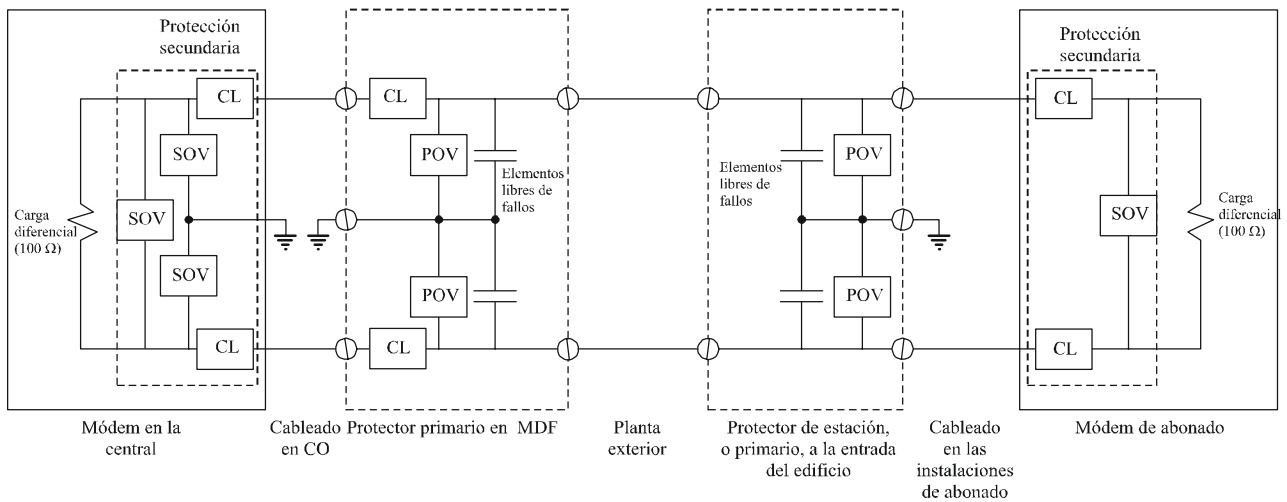 Protección
secundaria
CL
SOV
SOV
SOV
CL
Carga
diferencial
(100 Ω)
Módem en la
central
Cableado
en CO
CL
POV
POV
CL
Elementos
libres de
fallos
Protector primario en MDF
Planta
exterior
Elementos
libres de
fallos
POV
POV
Protector de estación,
o primario, a la entrada
del edificio
Cableado
en las
instalaciones
de abonado
Protección
secundaria
CL
SOV
CL
Carga
diferencial
(100 Ω)
Módem de abonado